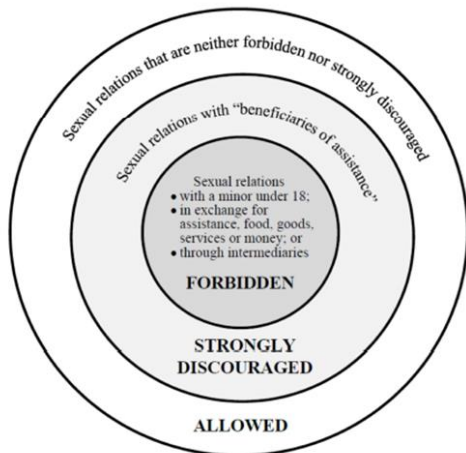 Sexual relations that are neither forbidden nor strongly discouraged
Sexual relations with “beneficiaries of assistance”
Sexual relations
• with a minor under 18;
• in exchange for
assistance, food, goods,
services or money; or
• through intermediaries
FORBIDDEN
STRONGLY
DISCOURAGED
ALLOWED